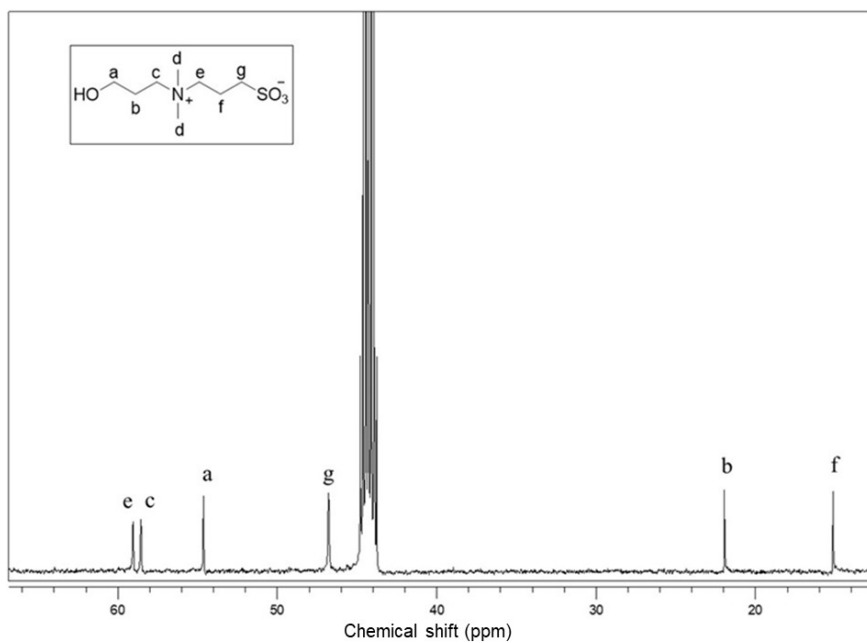 d
a c e g
HO N+ SO3−
b f
d
e c a g b f
60 50 40 30 20
Chemical shift (ppm)